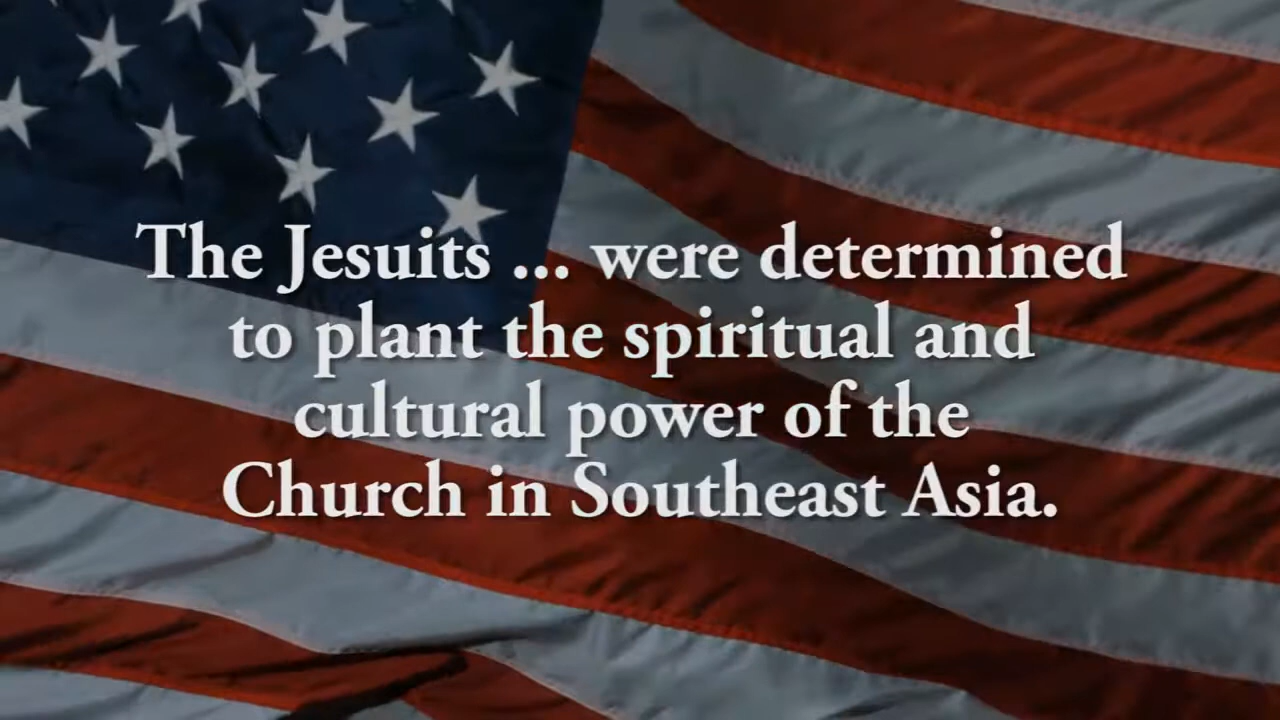 The Jesuits ... were determined
to plant the spiritual and
cultural power of the
Church in Southeast Asia.